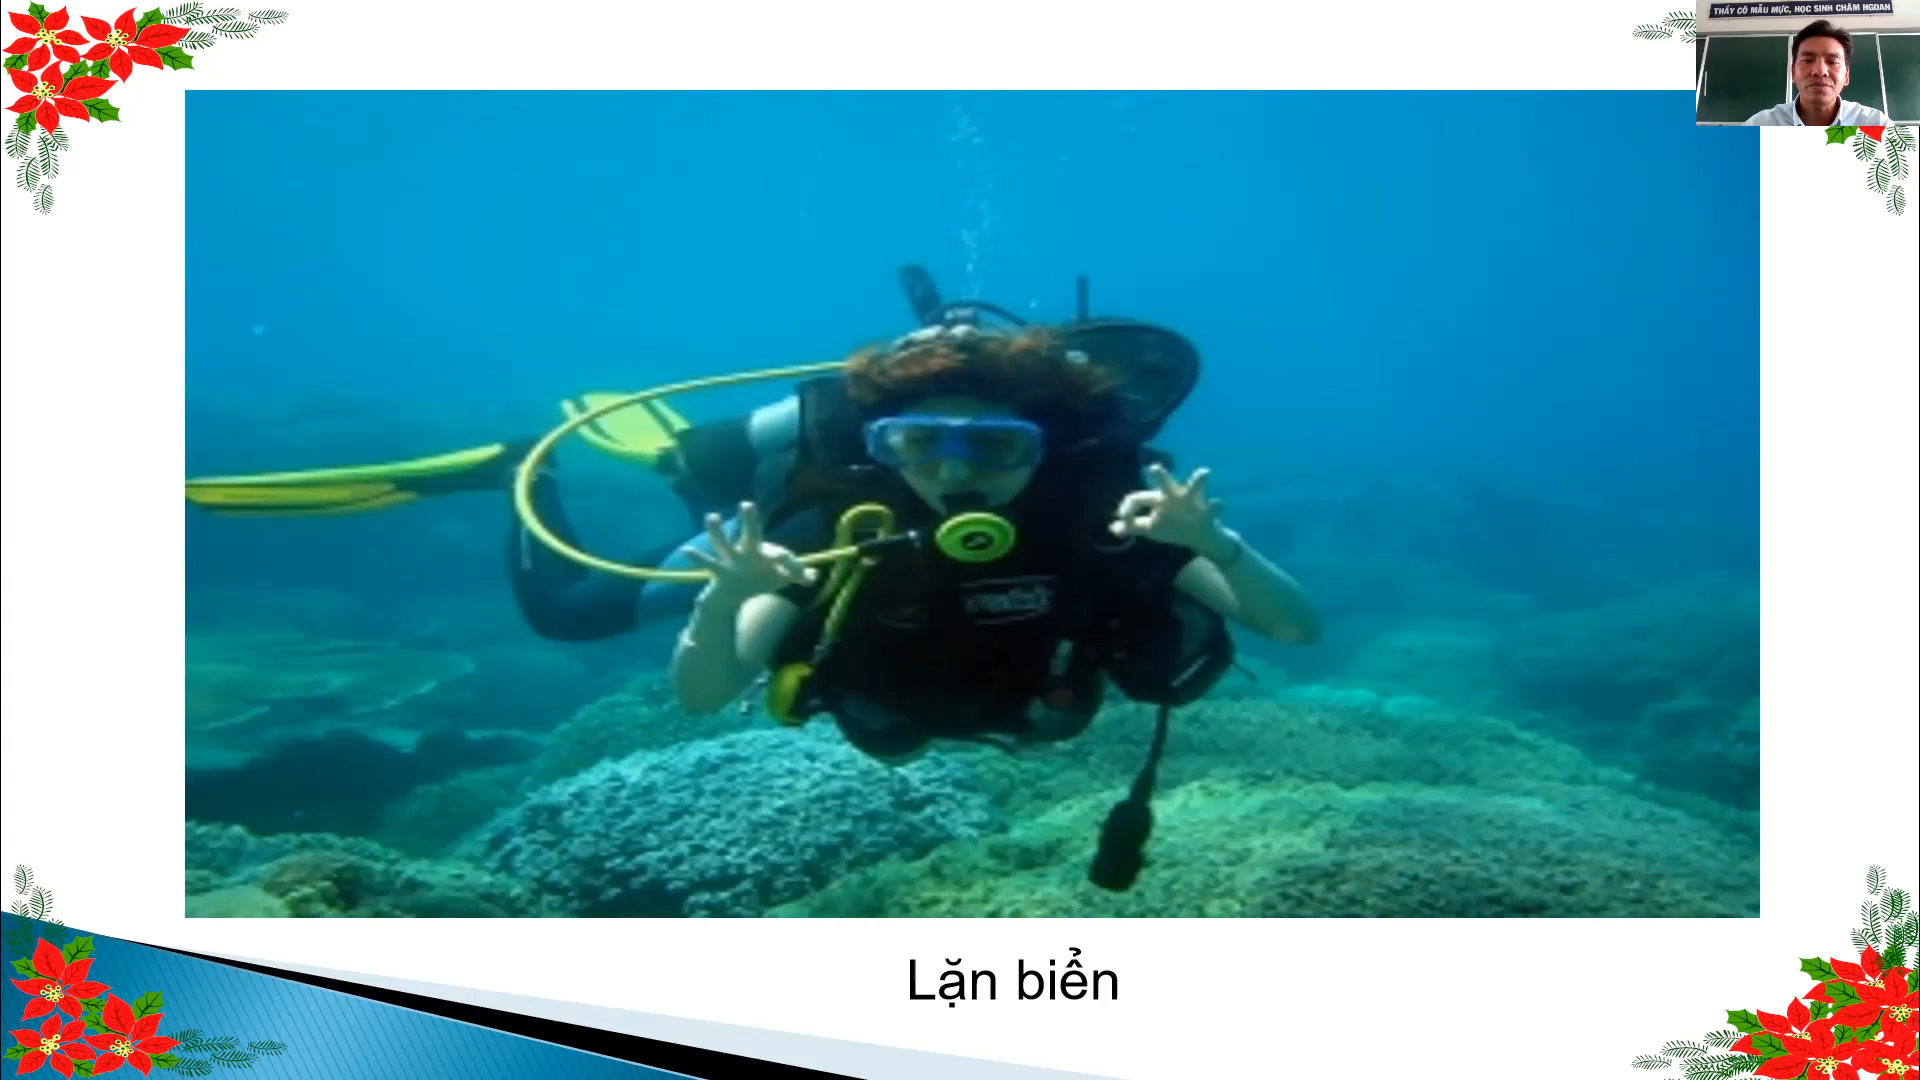 THẦY CÔ MẪU MỰC, HỌC SINH CHĂM NGOAN
Lặn biển